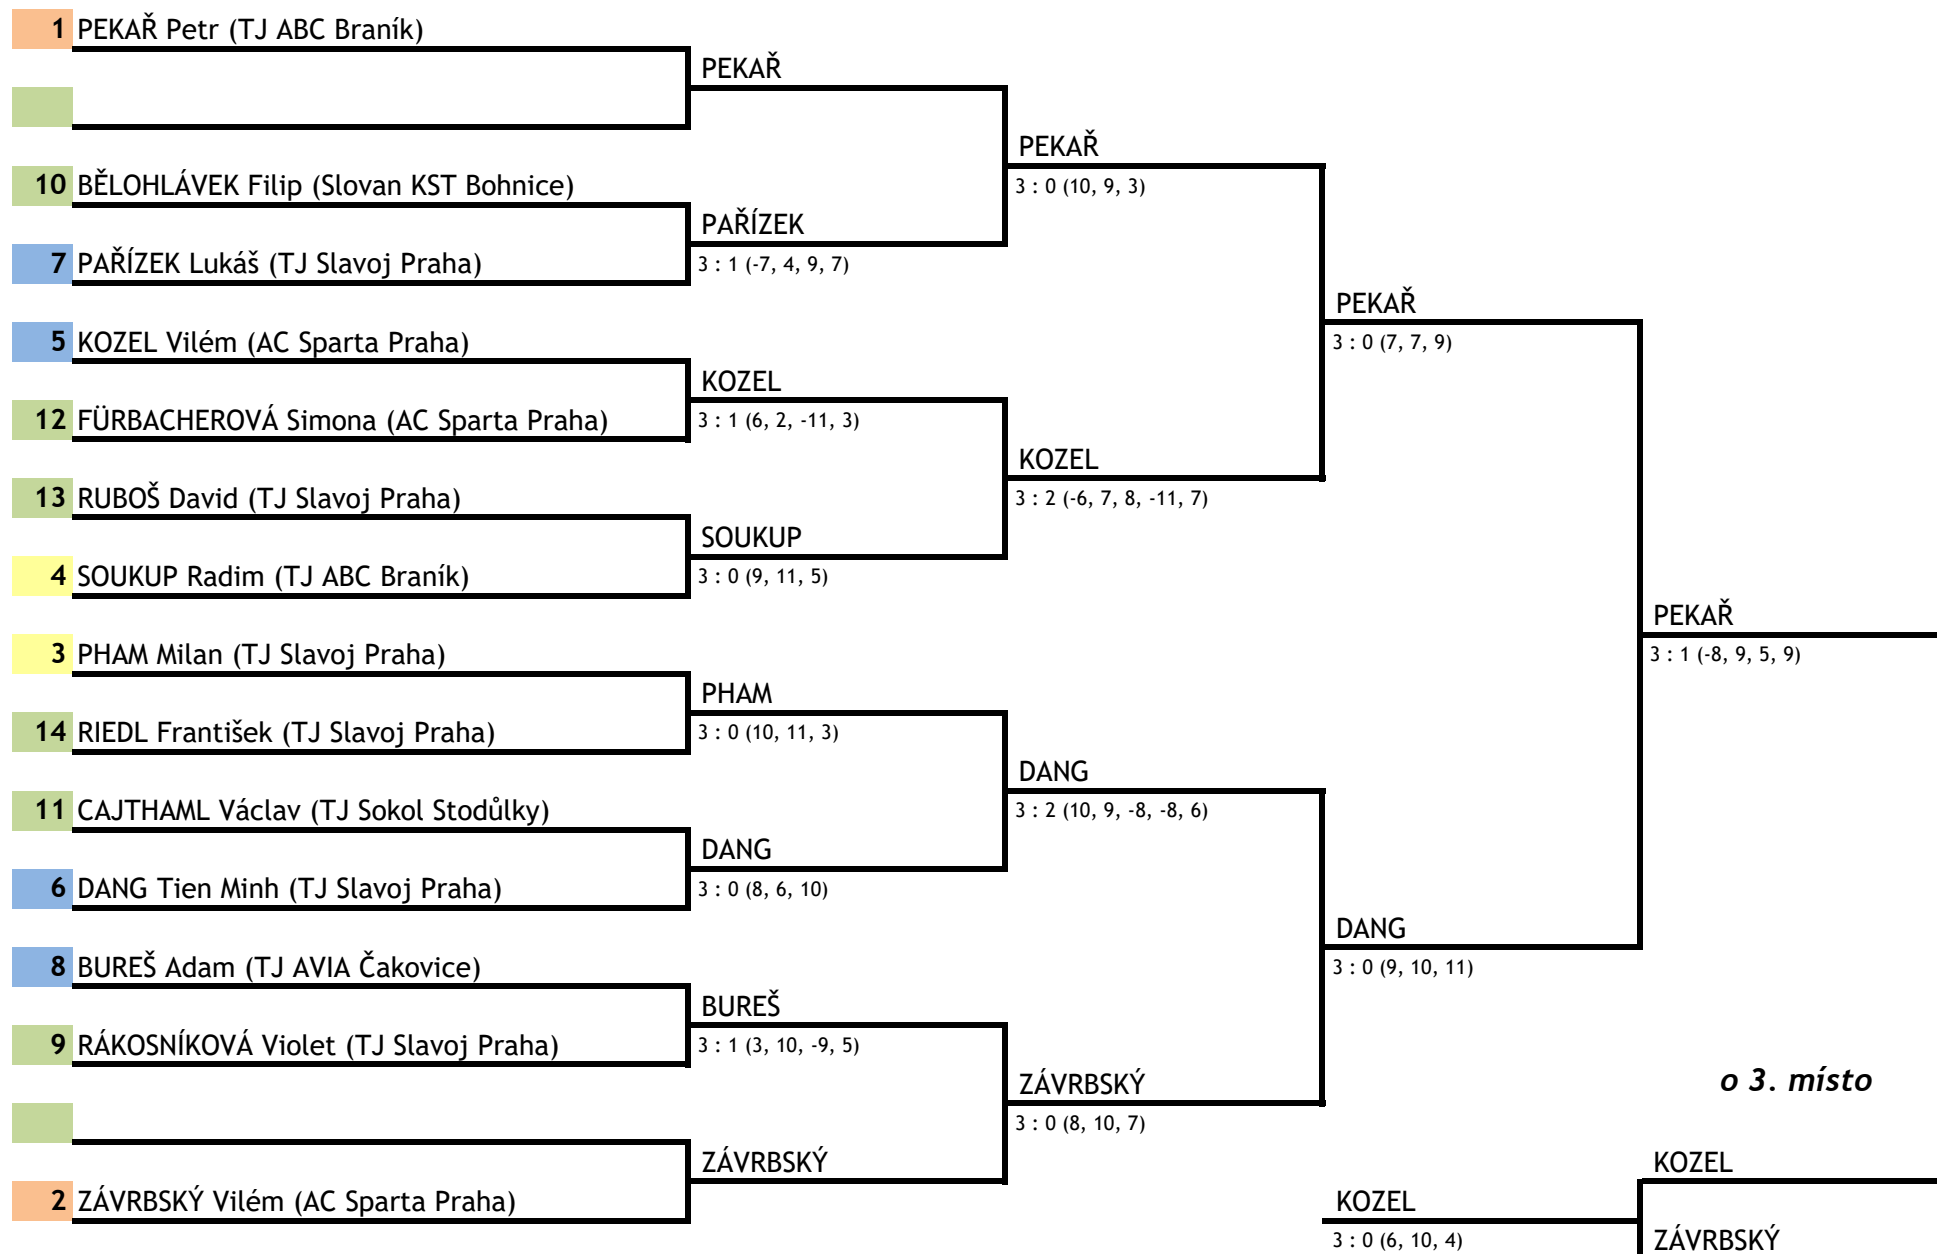 1 PEKAŘ Petr (TJ ABC Braník)
PEKAŘ
PEKAŘ
10 BĚLOHLÁVEK Filip (Slovan KST Bohnice)
3 : 0 (10, 9, 3)
PAŘÍZEK
7 PAŘÍZEK Lukáš (TJ Slavoj Praha)
3 : 1 (-7, 4, 9, 7)
PEKAŘ
5 KOZEL Vilém (AC Sparta Praha)
3 : 0 (7, 7, 9)
KOZEL
12 FÜRBACHEROVÁ Simona (AC Sparta Praha)
3 : 1 (6, 2, -11, 3)
KOZEL
13 RUBOŠ David (TJ Slavoj Praha)
3 : 2 (-6, 7, 8, -11, 7)
SOUKUP
4 SOUKUP Radim (TJ ABC Braník)
3 : 0 (9, 11, 5)
PEKAŘ
3 PHAM Milan (TJ Slavoj Praha)
3 : 1 (-8, 9, 5, 9)
PHAM
14 RIEDL František (TJ Slavoj Praha)
3 : 0 (10, 11, 3)
DANG
11 CAJTHAML Václav (TJ Sokol Stodůlky)
3 : 2 (10, 9, -8, -8, 6)
DANG
6 DANG Tien Minh (TJ Slavoj Praha)
3 : 0 (8, 6, 10)
DANG
8 BUREŠ Adam (TJ AVIA Čakovice)
3 : 0 (9, 10, 11)
BUREŠ
9 RÁKOSNÍKOVÁ Violet (TJ Slavoj Praha)
3 : 1 (3, 10, -9, 5)
ZÁVRBSKÝ
o 3. místo
3 : 0 (8, 10, 7)
ZÁVRBSKÝ
KOZEL
2 ZÁVRBSKÝ Vilém (AC Sparta Praha)
KOZEL
3 : 0 (6, 10, 4)
ZÁVRBSKÝ